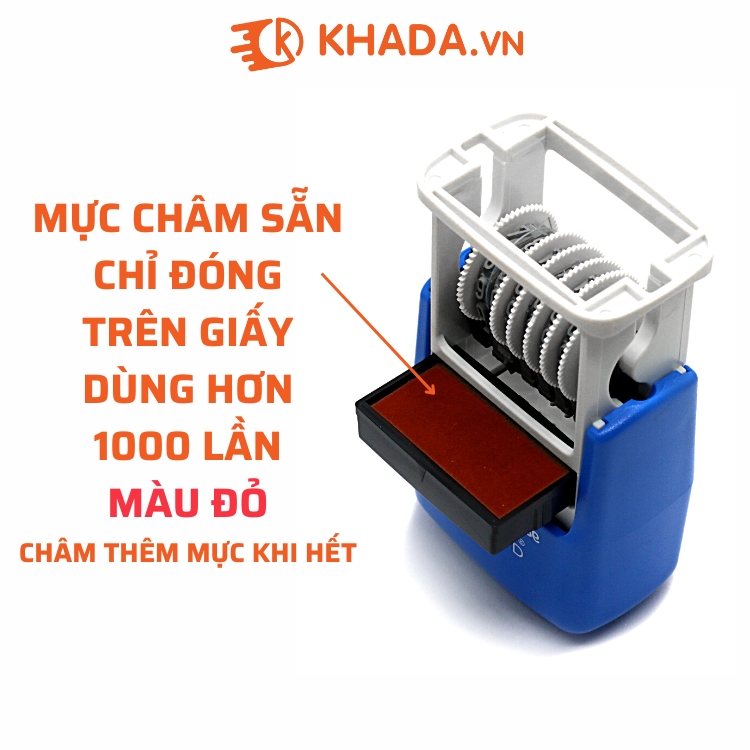 KHADA.VN
MỰC CHÂM SẴN
CHỈ ĐÓNG
TRÊN GIẤY
DÙNG HƠN
1000 LẦN
MÀU ĐỎ
CHÂM THÊM MỰC KHI HẾT